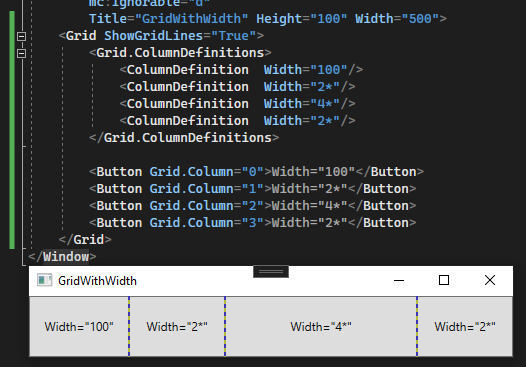 mc:Ignorable="d"
Title="GridWithWidth" Height="100" Width="500">
<Grid ShowGridLines="True">
<Grid.ColumnDefinitions>
<ColumnDefinition  Width="100"/>
<ColumnDefinition  Width="2*"/>
<ColumnDefinition  Width="4*"/>
<ColumnDefinition  Width="2*"/>
</Grid.ColumnDefinitions>
<Button Grid.Column="0">Width="100"</Button>
<Button Grid.Column="1">Width="2*"</Button>
<Button Grid.Column="2">Width="4*"</Button>
<Button Grid.Column="3">Width="2*"</Button>
</Grid>
</Window>
GridWithWidth
Width="100" Width="2*" Width="4*" Width="2*"